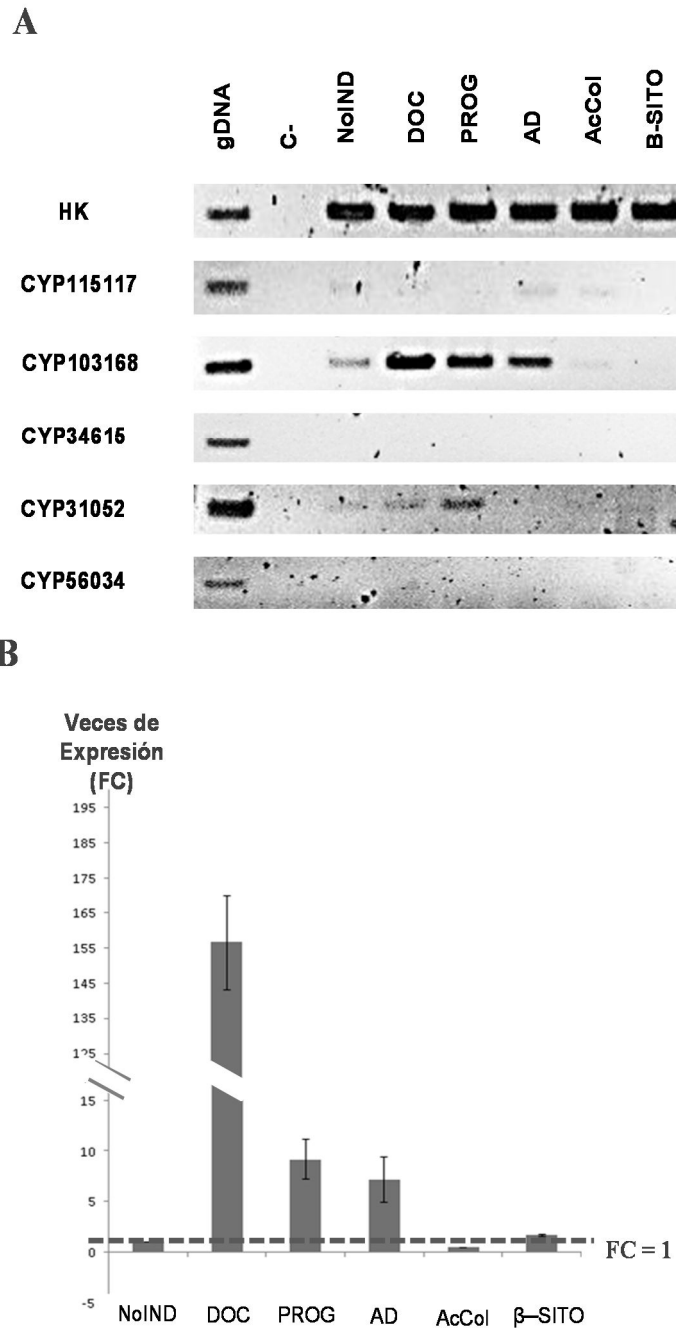 A
gDNA C- NoIND DOC PROG AD AcCol B-SITO
HK
CYP115117
CYP103168
CYP34615
CYP31052
CYP56034
B
Veces de
Expresión
(FC)
195
185
175
165
155
145
135
125
15
10
5
0
-5
FC = 1
NoIND DOC PROG AD AcCol β–SITO